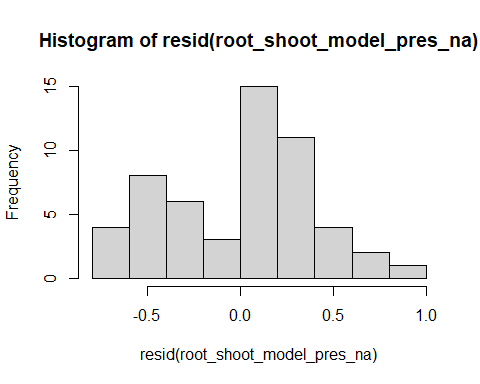 Histogram of resid(root_shoot_model_pres_na)
Frequency
15
10
5
0
-0.5 0.0 0.5 1.0
resid(root_shoot_model_pres_na)